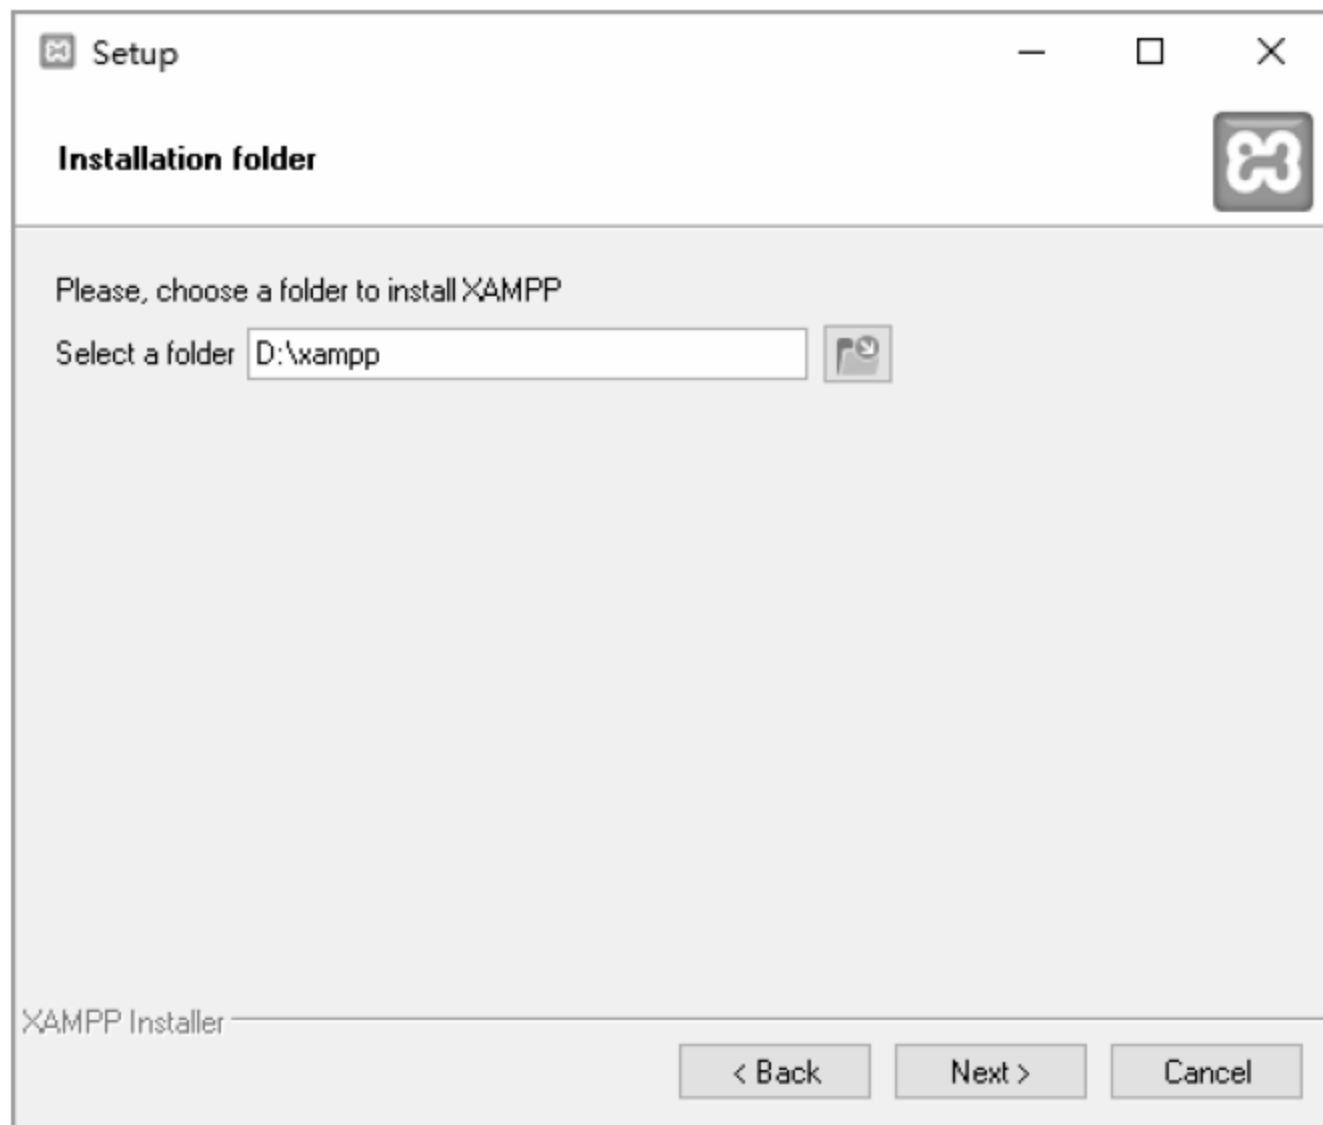 Setup
Installation folder
Please, choose a folder to install XAMPP
Select a folder D:\xampp
XAMPP Installer
< Back Next > Cancel